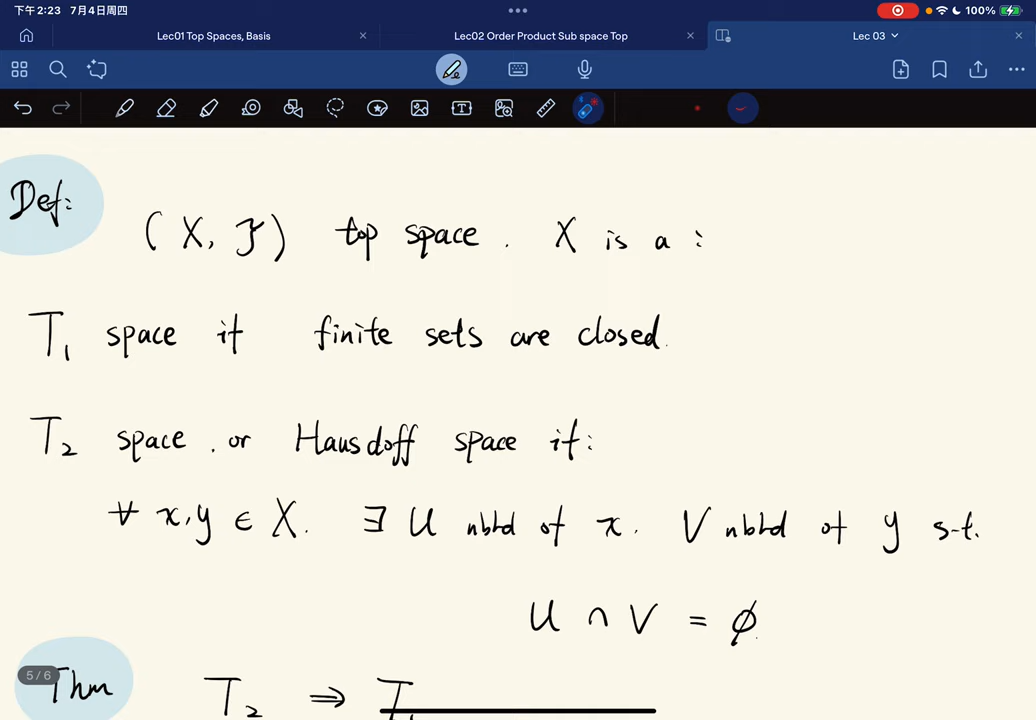 下午2:23 7月4日周四
100%
Lec01 Top Spaces, Basis
Lec02 Order Product Sub space Top
Lec 03
Def:
(X, 𝒯) top space. X is a :
T₁ space if finite sets are closed.
T₂ space, or Hausdoff space if:
∀ x,y ∈ X. ∃ U nbhd of x. V nbhd of y s.t.
U ∩ V = ∅
5 / 6
Thm
T₂ ⇒ T₁